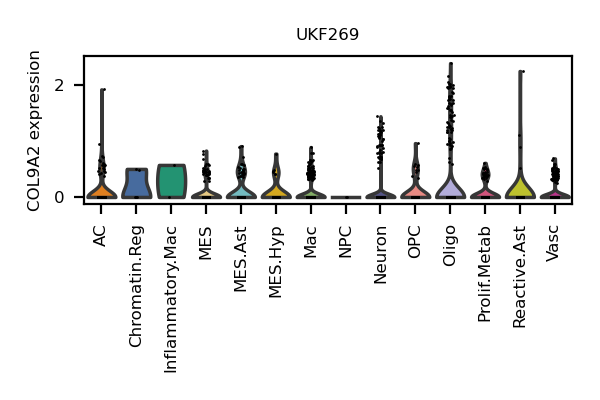 UKF269
COL9A2 expression
2
0
AC
Chromatin.Reg
Inflammatory.Mac
MES
MES.Ast
MES.Hyp
Mac
NPC
Neuron
OPC
Oligo
Prolif.Metab
Reactive.Ast
Vasc